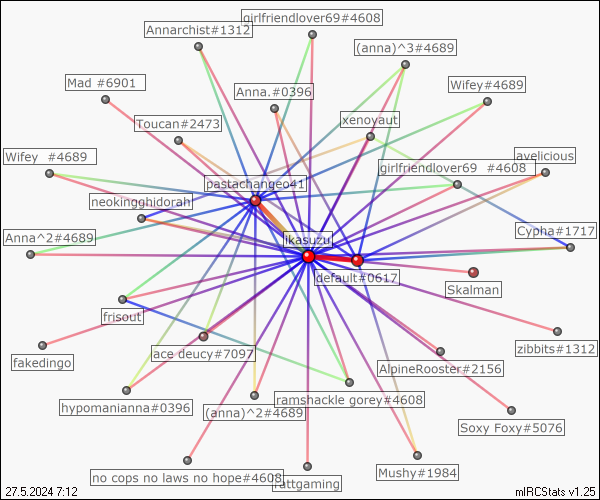 girlfriendlover69#4608
Annarchist#1312
(anna)^3#4689
Mad #6901
Anna.#0396
Wifey#4689
Toucan#2473
xenoyaut
Wifey #4689
girlfriendlover69 #4608
avelicious
pastachangeo41
neokingghidorah
Anna^2#4689
ikasuzu
Cypha#1717
default#0617
Skalman
frisout
fakedingo
ace deucy#7097
zibbits#1312
AlpineRooster#2156
hypomanianna#0396
(anna)^2#4689
ramshackle gorey#4608
Soxy Foxy#5076
no cops no laws no hope#4608
rattgaming
Mushy#1984
27.5.2024 7:12
mIRCStats v1.25